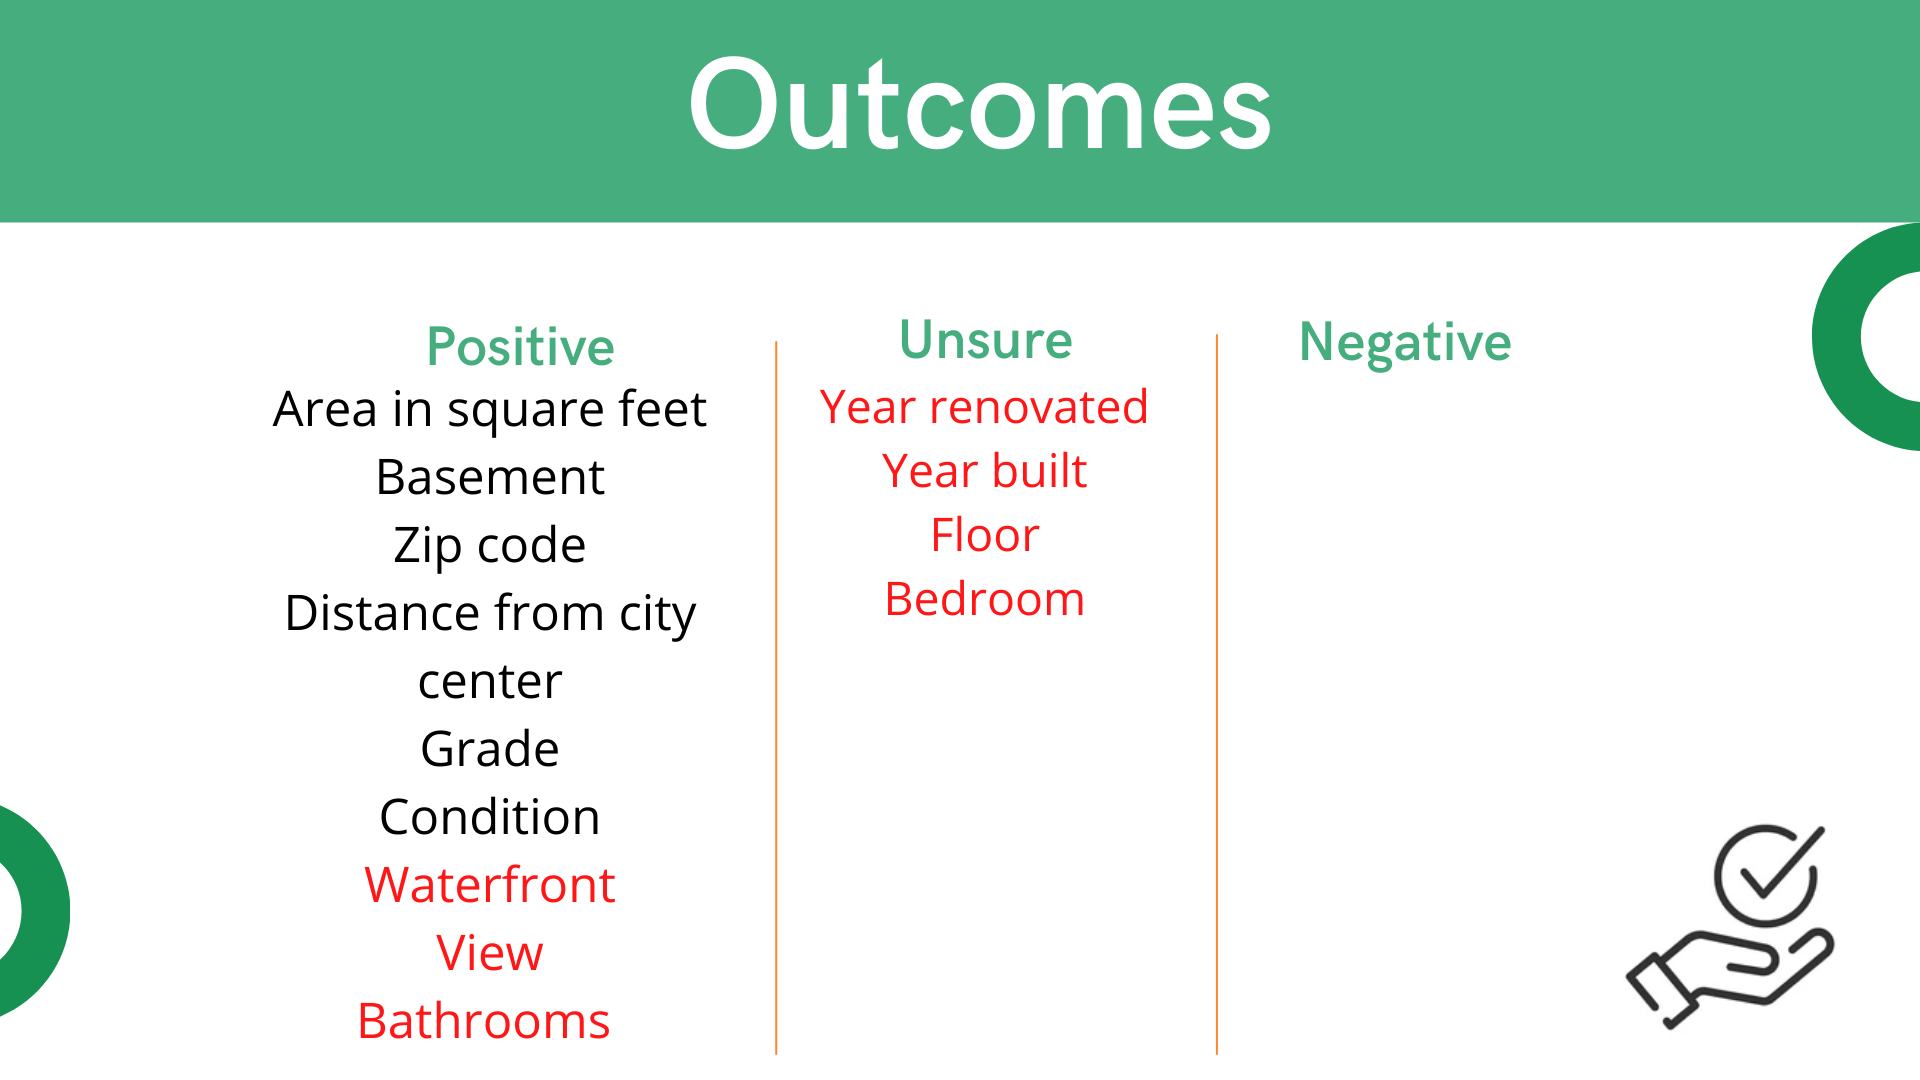 Outcomes
Positive
Area in square feet
Basement
Zip code
Distance from city
center
Grade
Condition
Waterfront
View
Bathrooms
Unsure
Year renovated
Year built
Floor
Bedroom
Negative